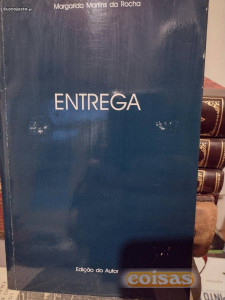 Margarida Martins da Rocha
ENTREGA
Edição do Autor
coisas